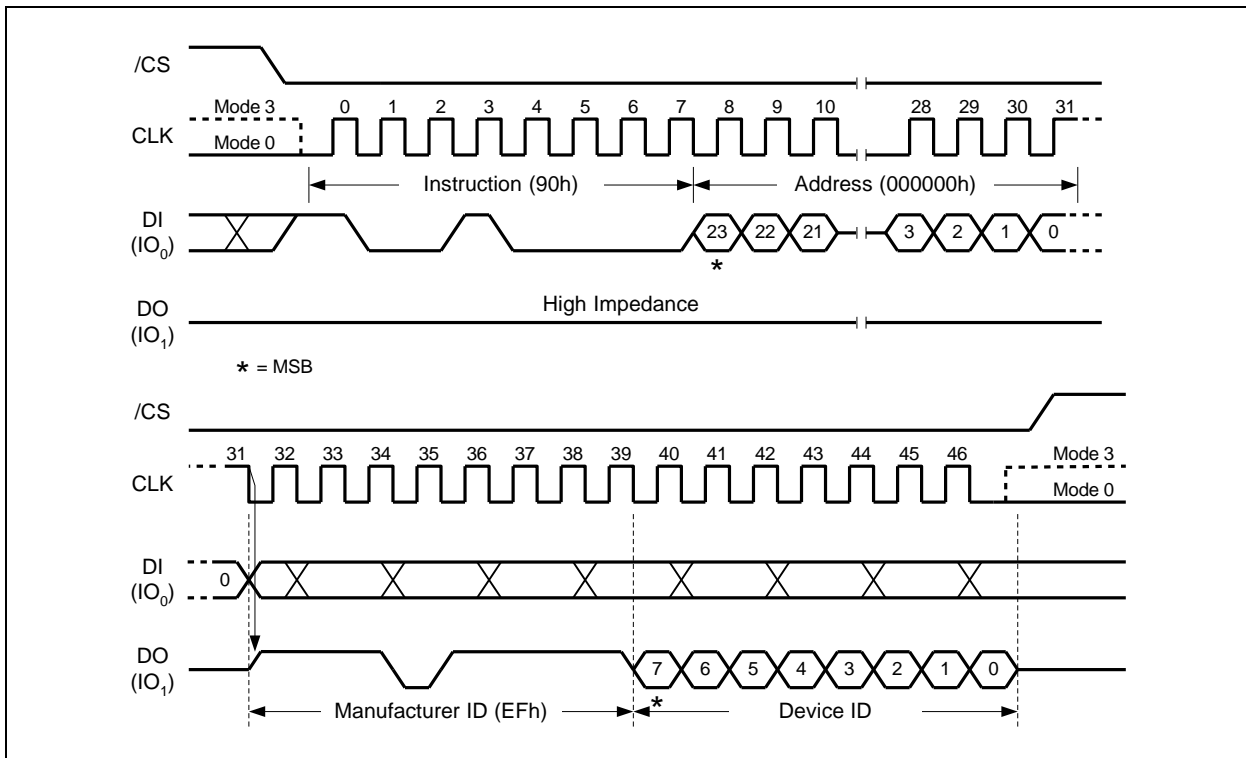 /CS
Mode 3 0 1 2 3 4 5 6 7 8 9 10 28 29 30 31
CLK Mode 0
Instruction (90h) Address (000000h)
DI
(IO0) 23 22 21 3 2 1 0
*
DO High Impedance
(IO1)
* = MSB
/CS
31 32 33 34 35 36 37 38 39 40 41 42 43 44 45 46 Mode 3
CLK Mode 0
DI
(IO0) 0
DO
(IO1) 7 6 5 4 3 2 1 0
*
Manufacturer ID (EFh) Device ID